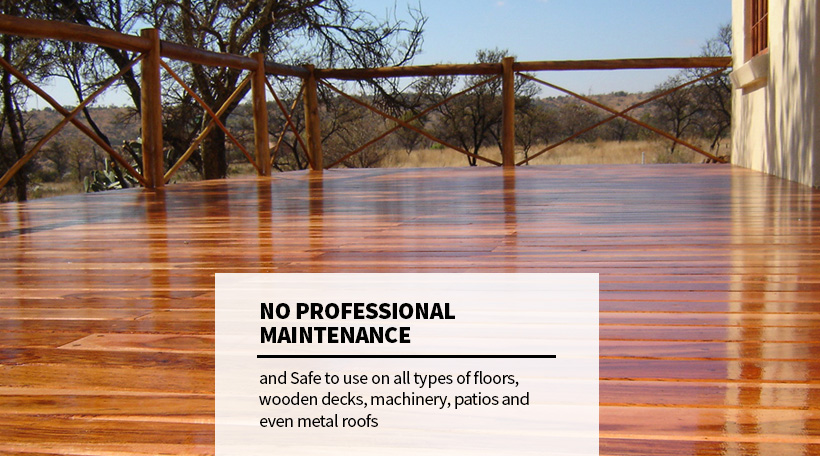 NO PROFESSIONAL
MAINTENANCE
and Safe to use on all types of floors,
wooden decks, machinery, patios and
even metal roofs